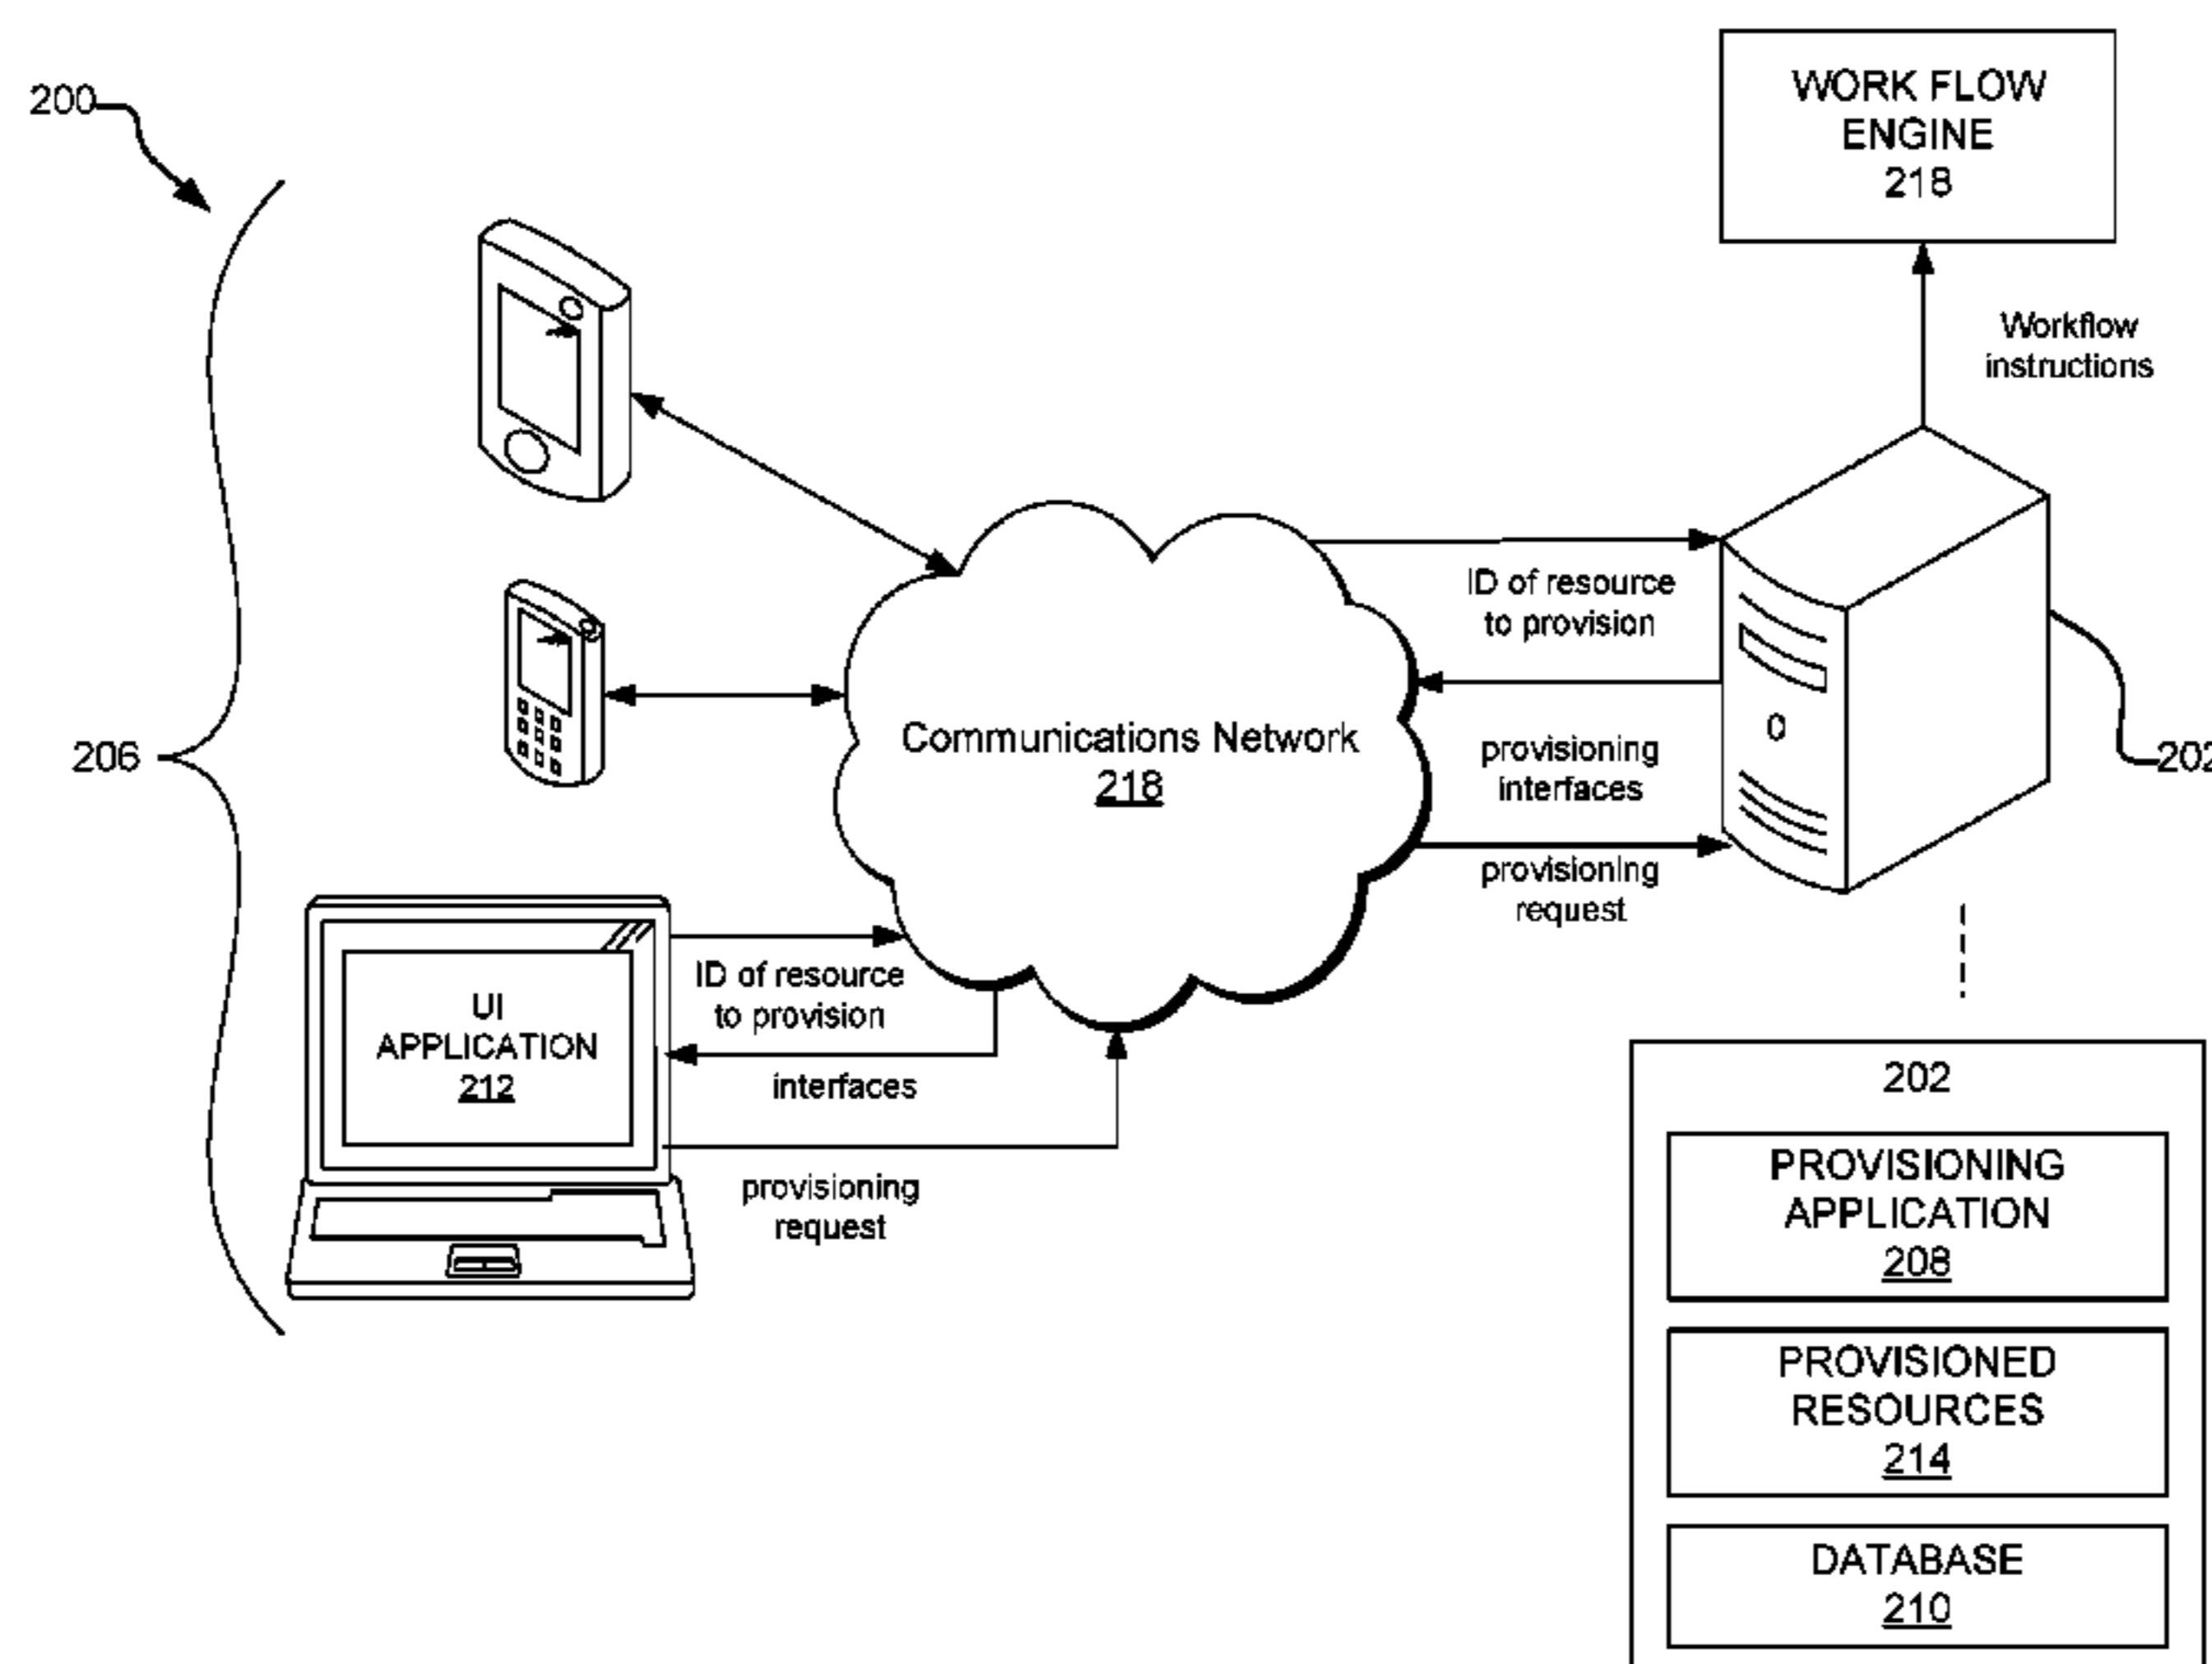 200
WORK FLOW
ENGINE
218
Workflow
instructions
ID of resource
to provision
206
Communications Network
218
provisioning
interfaces
202
provisioning
request
0
UI
APPLICATION
212
ID of resource
to provision
interfaces
provisioning
request
202
PROVISIONING
APPLICATION
208
PROVISIONED
RESOURCES
214
DATABASE
210